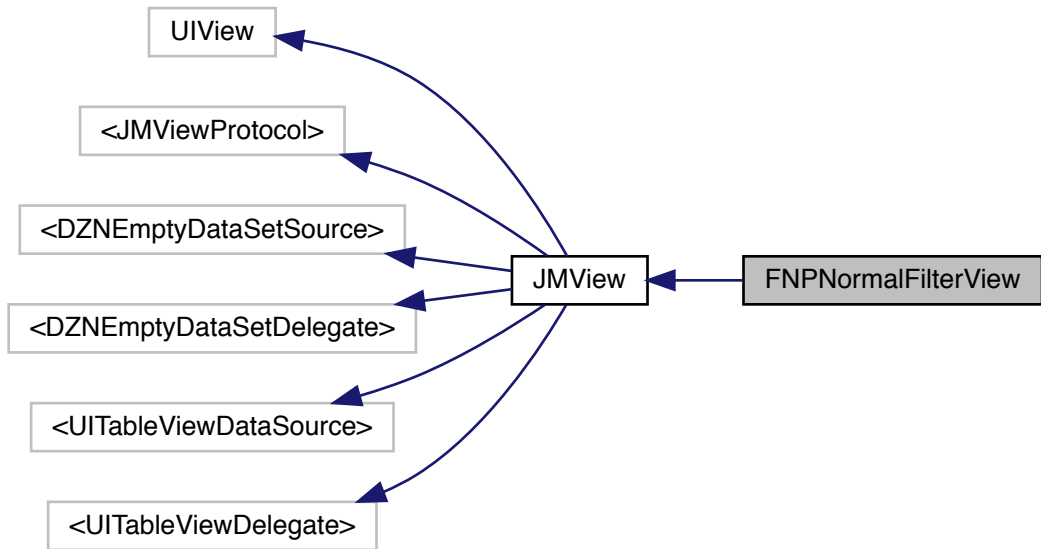 UIView
<JMViewProtocol>
<DZNEmptyDataSetSource>
<DZNEmptyDataSetDelegate>
<UITableViewDataSource>
<UITableViewDelegate>
JMView
FNPNormalFilterView